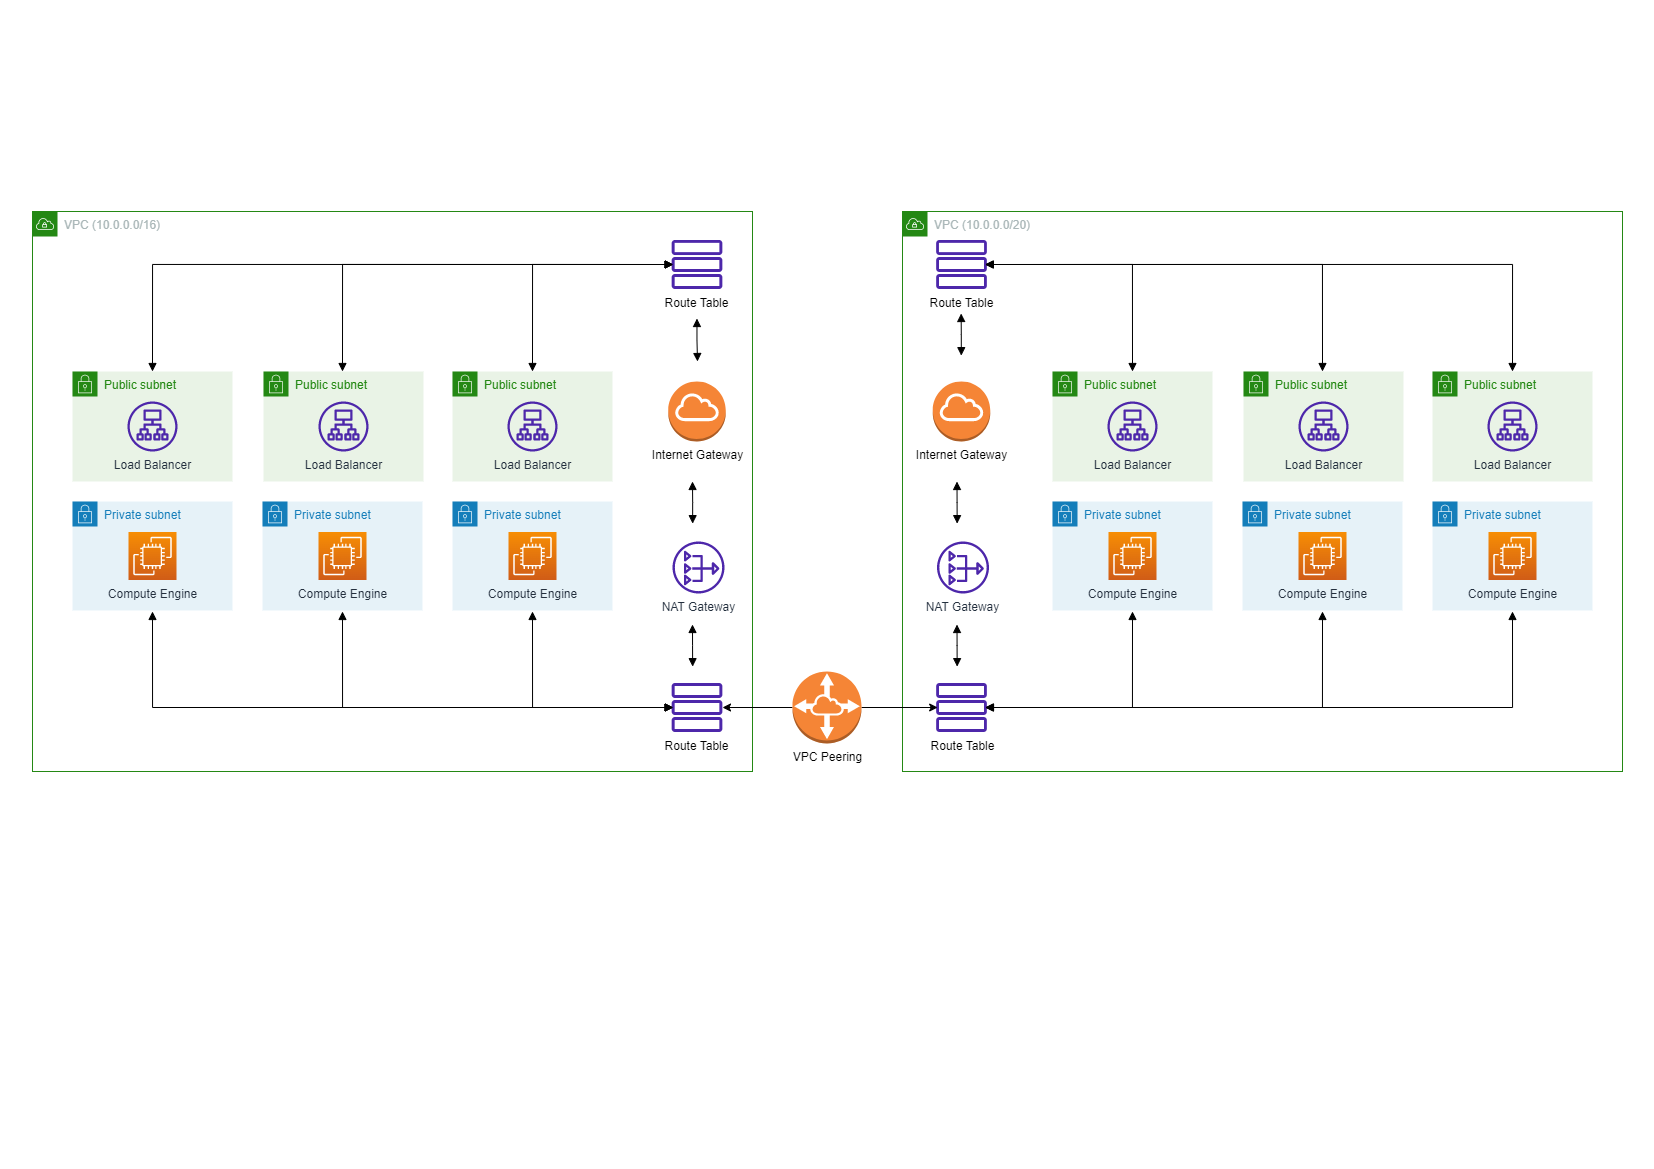 VPC (10.0.0.0/16)
VPC (10.0.0.0/20)
Route Table
Route Table
Public subnet
Public subnet
Public subnet
Public subnet
Public subnet
Public subnet
Load Balancer
Load Balancer
Load Balancer
Internet Gateway
Internet Gateway
Load Balancer
Load Balancer
Load Balancer
Private subnet
Private subnet
Private subnet
Private subnet
Private subnet
Private subnet
Compute Engine
Compute Engine
Compute Engine
NAT Gateway
NAT Gateway
Compute Engine
Compute Engine
Compute Engine
Route Table
VPC Peering
Route Table